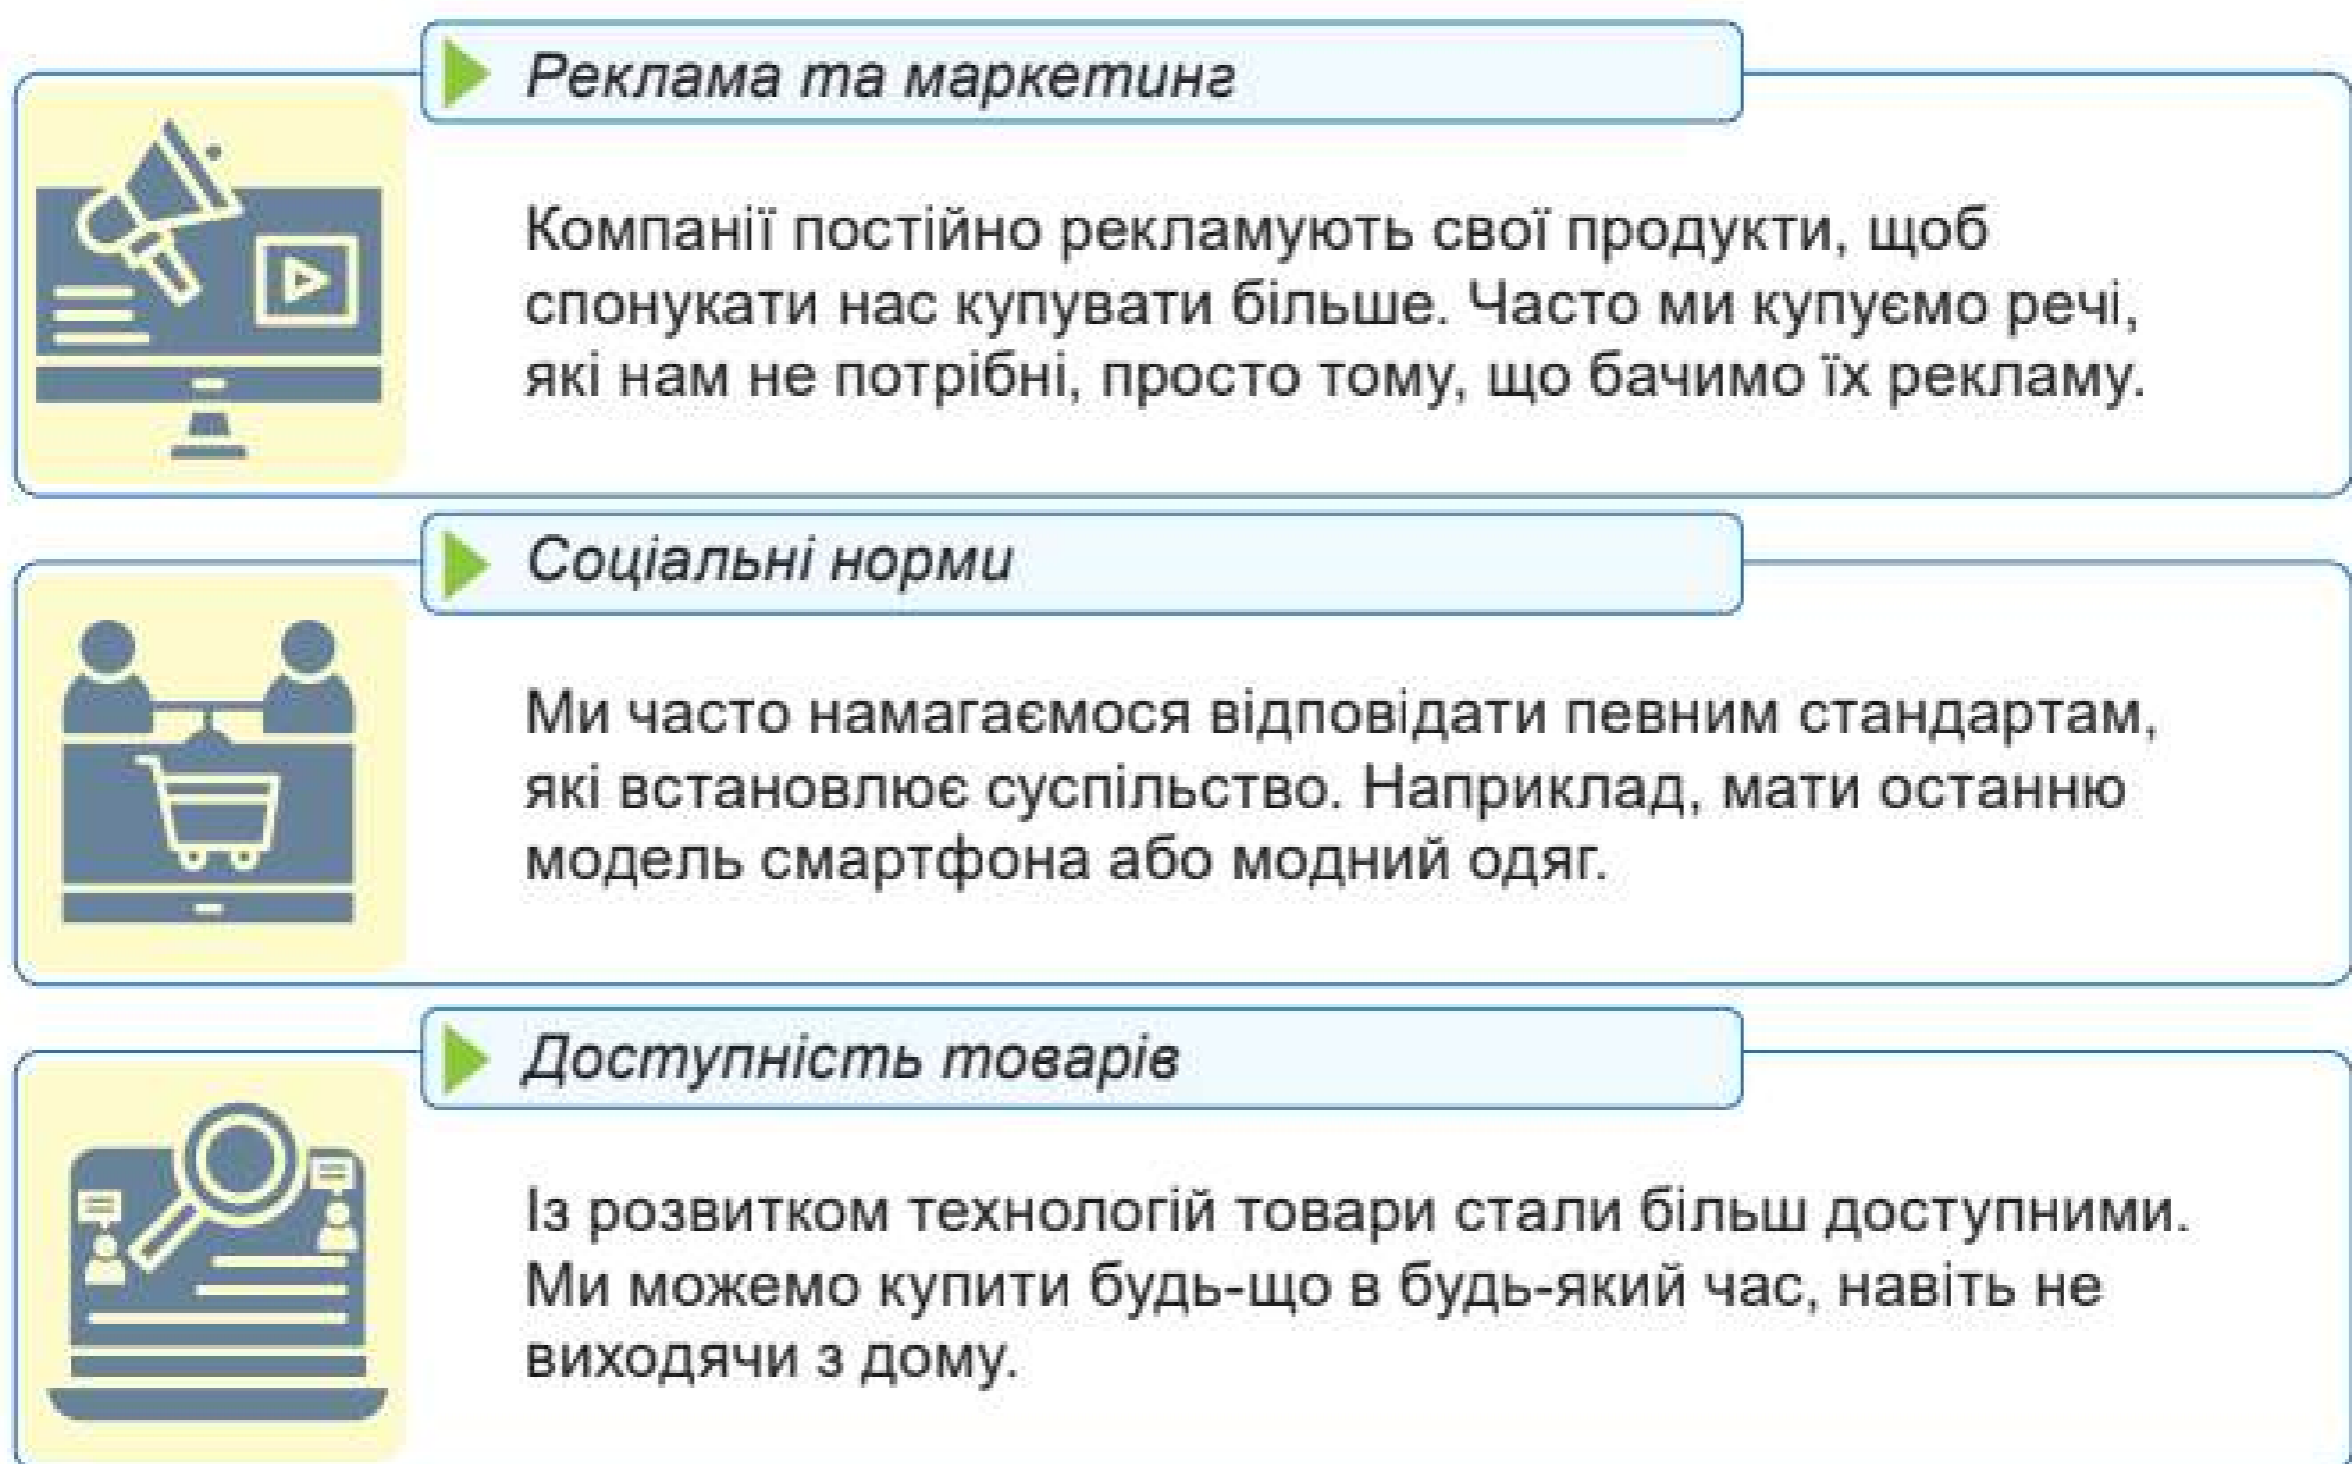 Реклама та маркетинг
Компанії постійно рекламують свої продукти, щоб
спонукати нас купувати більше. Часто ми купуємо речі,
які нам не потрібні, просто тому, що бачимо їх рекламу.
Соціальні норми
Ми часто намагаємося відповідати певним стандартам,
які встановлює суспільство. Наприклад, мати останню
модель смартфона або модний одяг.
Доступність товарів
Із розвитком технологій товари стали більш доступними.
Ми можемо купити будь-що в будь-який час, навіть не
виходячи з дому.